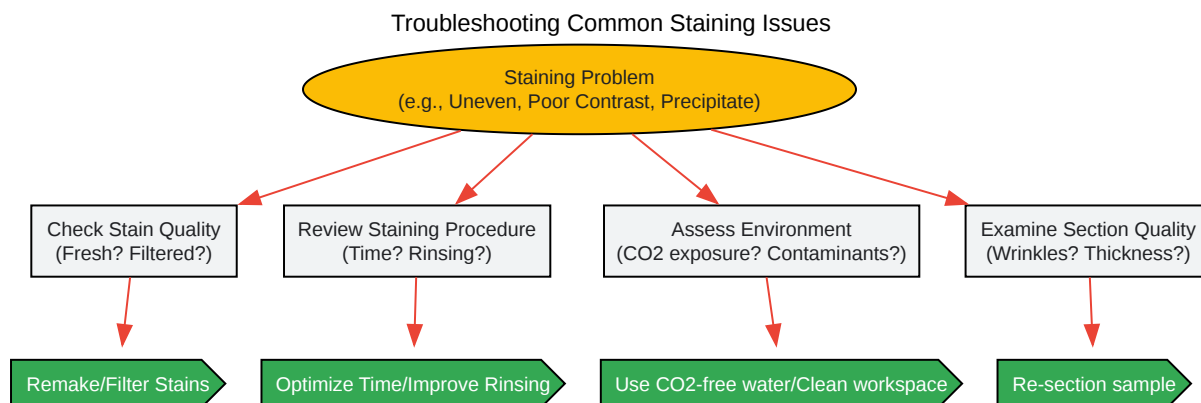 Troubleshooting Common Staining Issues
Staining Problem
(e.g., Uneven, Poor Contrast, Precipitate)
Check Stain Quality
(Fresh? Filtered?)
Review Staining Procedure
(Time? Rinsing?)
Assess Environment
(CO2 exposure? Contaminants?)
Examine Section Quality
(Wrinkles? Thickness?)
Remake/Filter Stains
Optimize Time/Improve Rinsing
Use CO2-free water/Clean workspace
Re-section sample